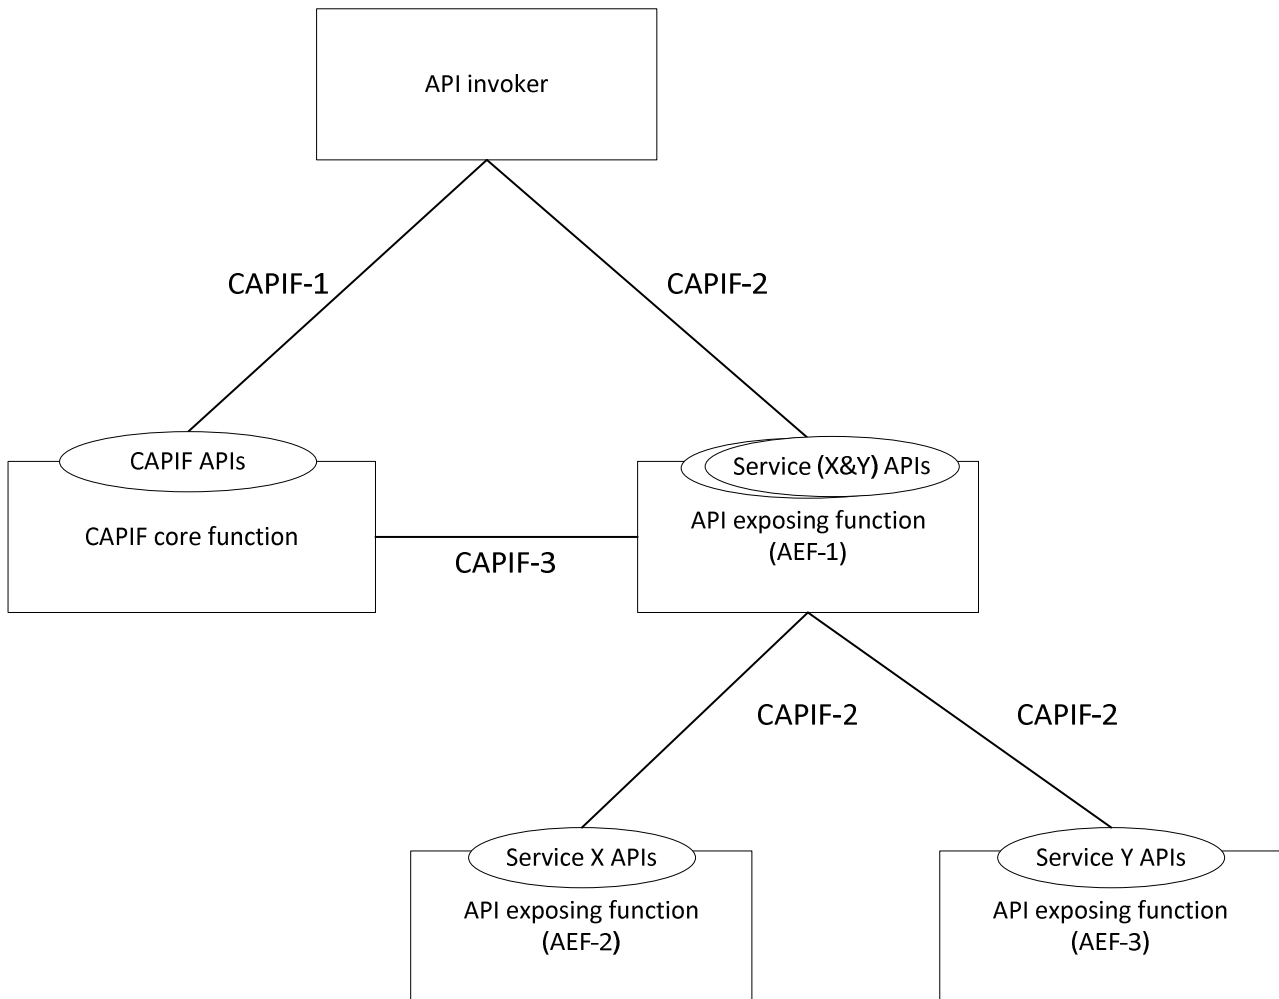 API invoker
CAPIF-1
CAPIF-2
CAPIF APIs
Service (X&Y) APIs
CAPIF core function
API exposing function
(AEF-1)
CAPIF-3
CAPIF-2
CAPIF-2
Service X APIs
Service Y APIs
API exposing function
(AEF-2)
API exposing function
(AEF-3)